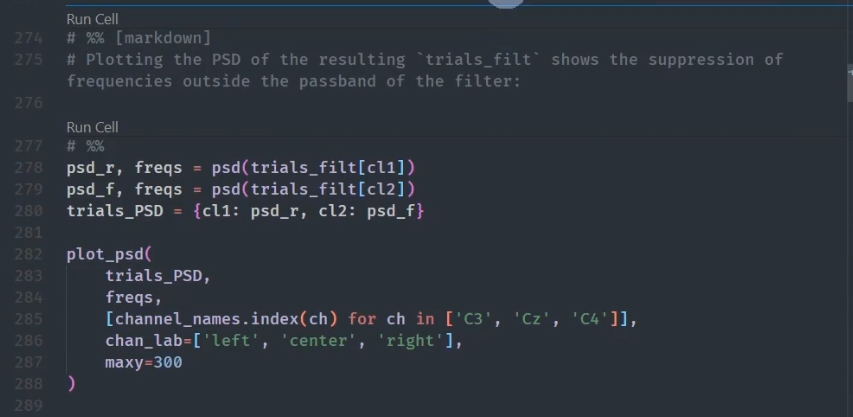 Run Cell
274 # %% [markdown]
275 # Plotting the PSD of the resulting `trials_filt` shows the suppression of
frequencies outside the passband of the filter:
276
Run Cell
277 # %%
278 psd_r, freqs = psd(trials_filt[cl1])
279 psd_f, freqs = psd(trials_filt[cl2])
280 trials_PSD = {cl1: psd_r, cl2: psd_f}
281
282 plot_psd(
283     trials_PSD,
284     freqs,
285     [channel_names.index(ch) for ch in ['C3', 'Cz', 'C4']],
286     chan_lab=['left', 'center', 'right'],
287     maxy=300
288 )
289